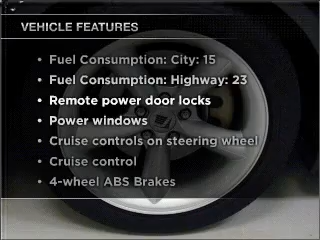 VEHICLE FEATURES
• Fuel Consumption: City: 15
• Fuel Consumption: Highway: 23
• Remote power door locks
• Power windows
• Cruise controls on steering wheel
• Cruise control
• 4-wheel ABS Brakes